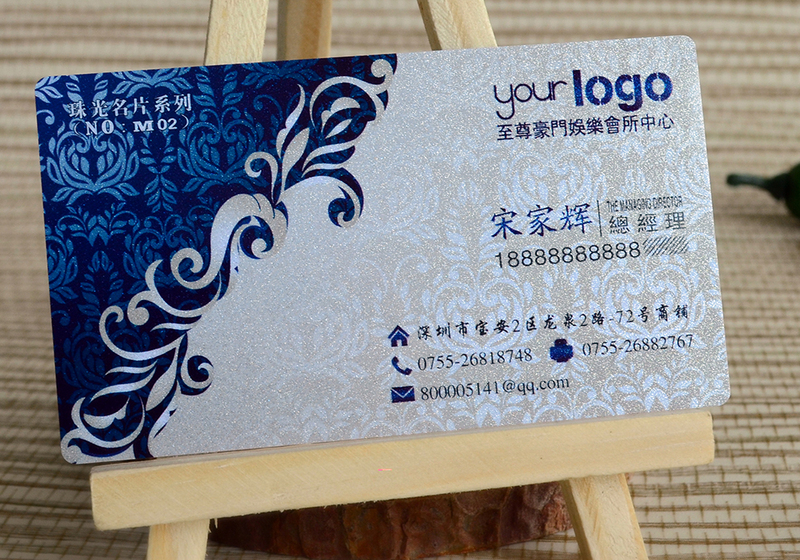 珠光名片系列
(NO:M02)
your logo
至尊豪門娛樂會所中心
宋家辉 THE MANAGING DIRECTOR
總經理
18888888888
深圳市宝安2区龙泉2路-72号商铺
0755-26818748 0755-26882767
800005141@qq.com